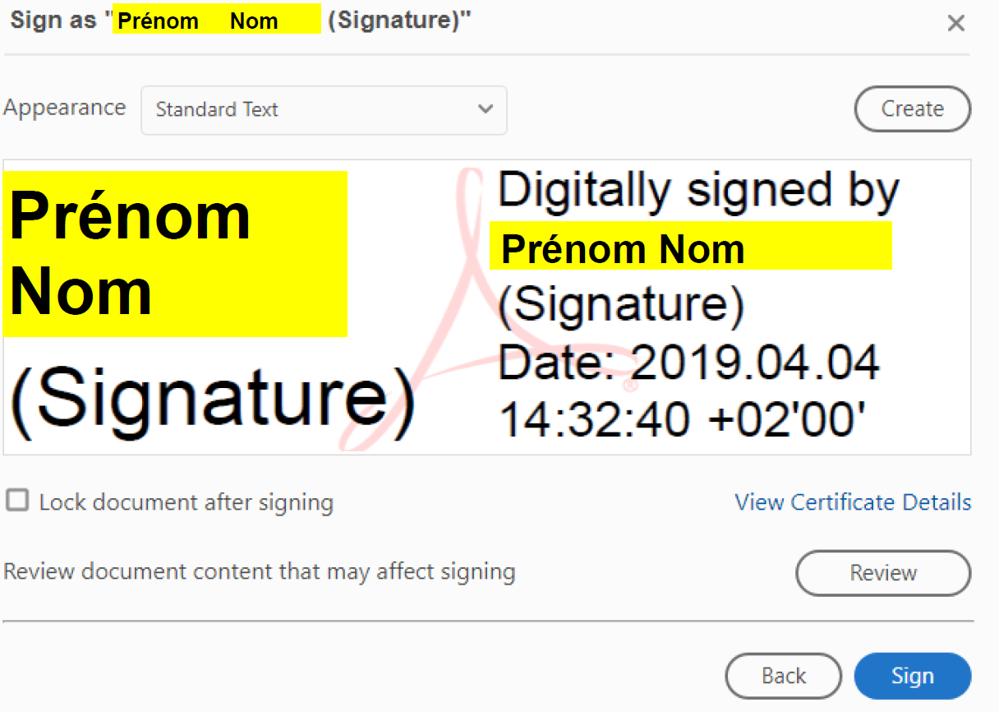 Sign as "Prénom Nom (Signature)"
Appearance Standard Text Create
Prénom
Nom
(Signature)
Digitally signed by
Prénom Nom
(Signature)
Date: 2019.04.04
14:32:40 +02'00'
®
Lock document after signing View Certificate Details
Review document content that may affect signing Review
Back Sign